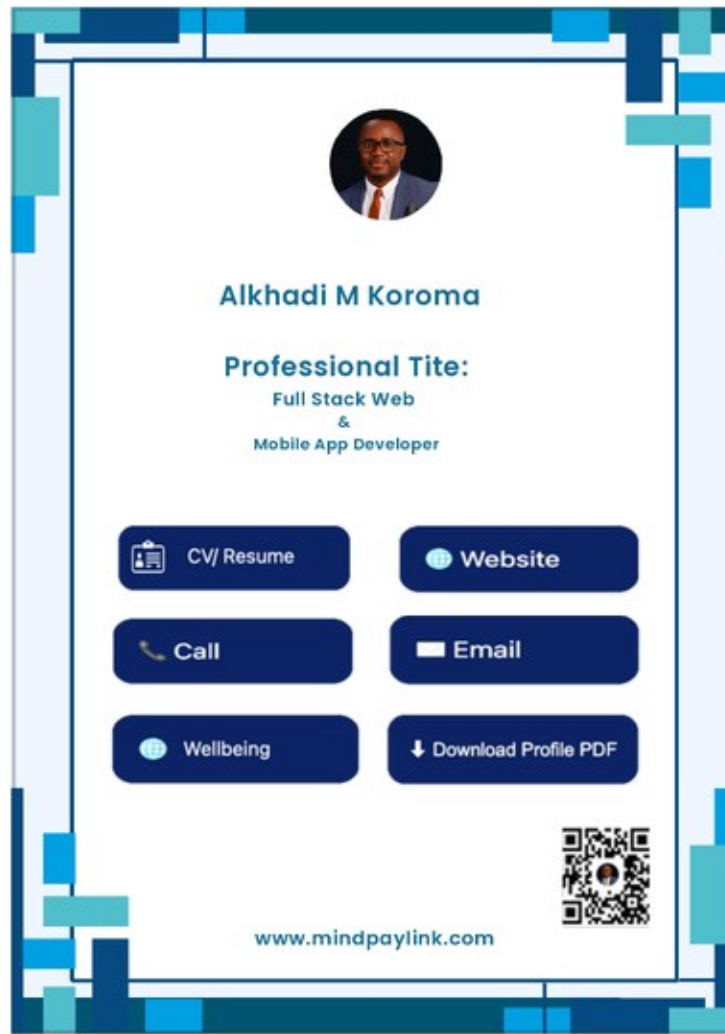 Alkhadi M Koroma
Professional Tite:
Full Stack Web
&
Mobile App Developer
CV/ Resume
Website
Call
Email
Wellbeing
Download Profile PDF
www.mindpaylink.com